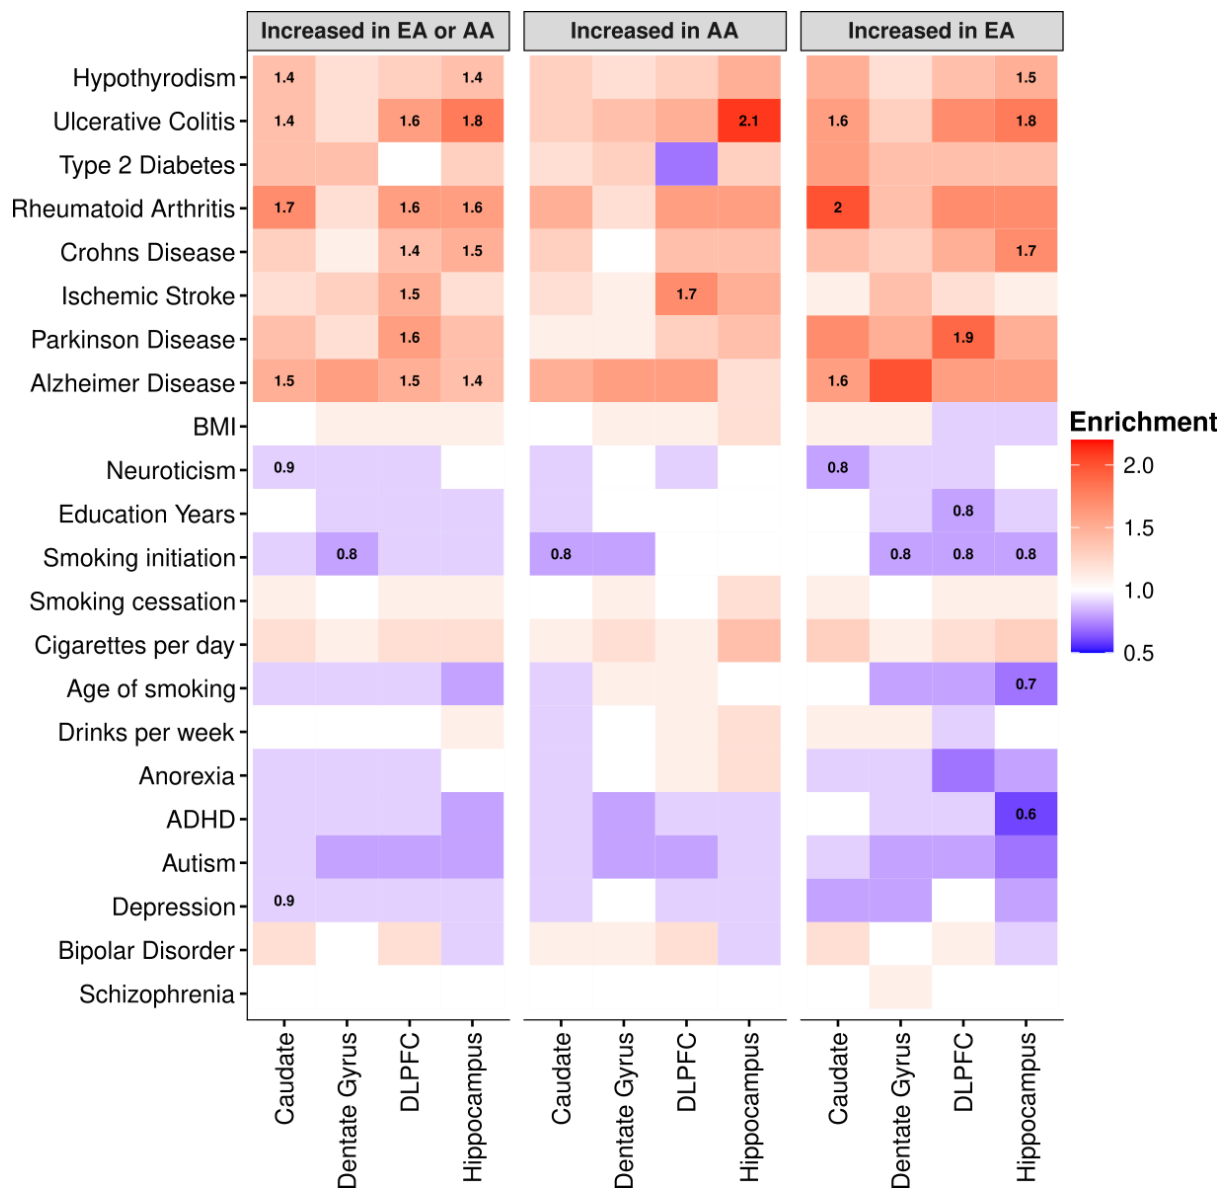 Increased in EA or AA Increased in AA Increased in EA
Hypothyrodism 1.4 1.4 1.5
Ulcerative Colitis 1.4 1.6 1.8 2.1 1.6 1.8
Type 2 Diabetes
Rheumatoid Arthritis 1.7 1.6 1.6 2
Crohns Disease 1.4 1.5 1.7
Ischemic Stroke 1.5 1.7
Parkinson Disease 1.6 1.9
Alzheimer Disease 1.5 1.5 1.4 1.6
BMI
Neuroticism 0.9 0.8
Education Years 0.8
Smoking initiation 0.8 0.8 0.8 0.8 0.8
Smoking cessation
Cigarettes per day
Age of smoking 0.7
Drinks per week
Anorexia
ADHD 0.6
Autism
Depression 0.9
Bipolar Disorder
Schizophrenia
Caudate
Dentate Gyrus
DLPFC
Hippocampus
Caudate
Dentate Gyrus
DLPFC
Hippocampus
Caudate
Dentate Gyrus
DLPFC
Hippocampus
Enrichment
2.0
1.5
1.0
0.5